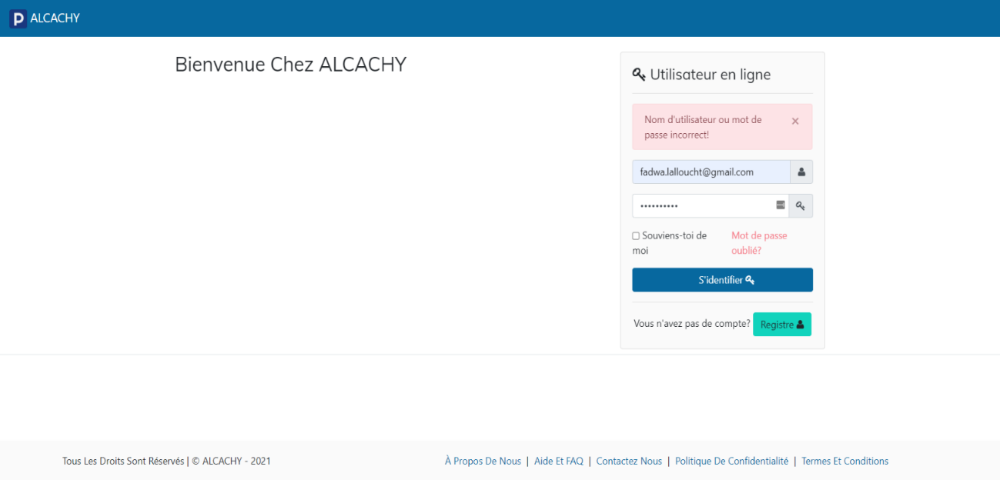 P ALCACHY
Bienvenue Chez ALCACHY
Utilisateur en ligne
Nom d'utilisateur ou mot de
passe incorrect!
×
fadwa.lalloucht@gmail.com
••••••••••
Souviens-toi de
moi
Mot de passe
oublié?
S'identifier
Vous n'avez pas de compte? Registre
Tous Les Droits Sont Réservés | © ALCACHY - 2021
À Propos De Nous | Aide Et FAQ | Contactez Nous | Politique De Confidentialité | Termes Et Conditions